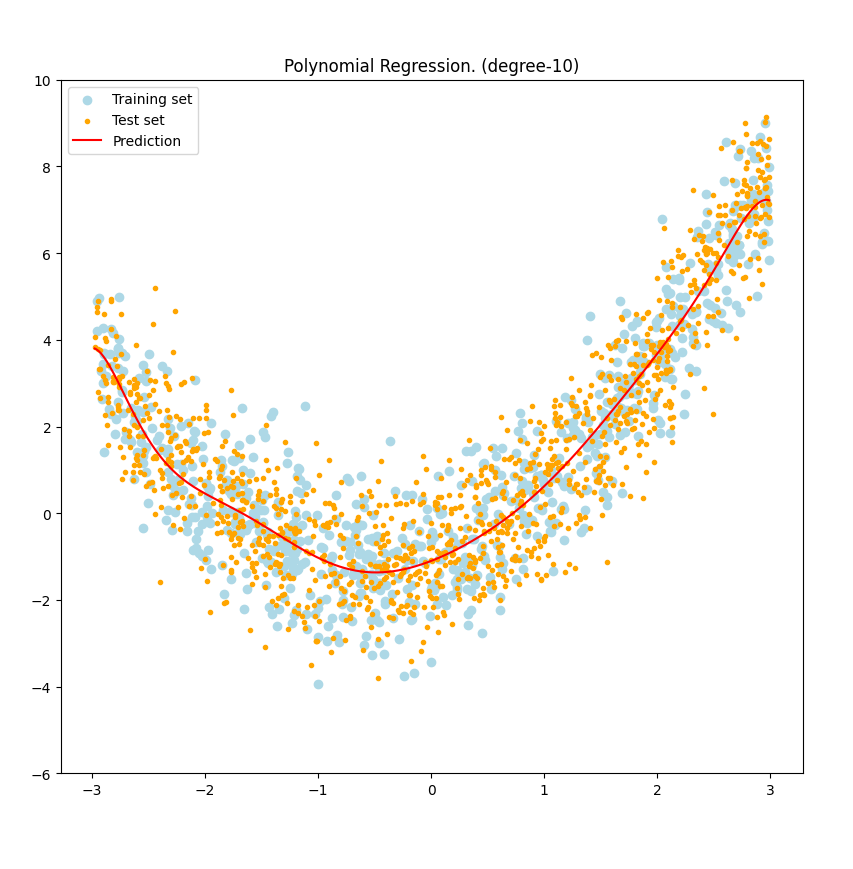 Polynomial Regression. (degree-10)
10
8
6
4
2
0
−2
−4
−6
Training set
Test set
Prediction
−3 −2 −1 0 1 2 3